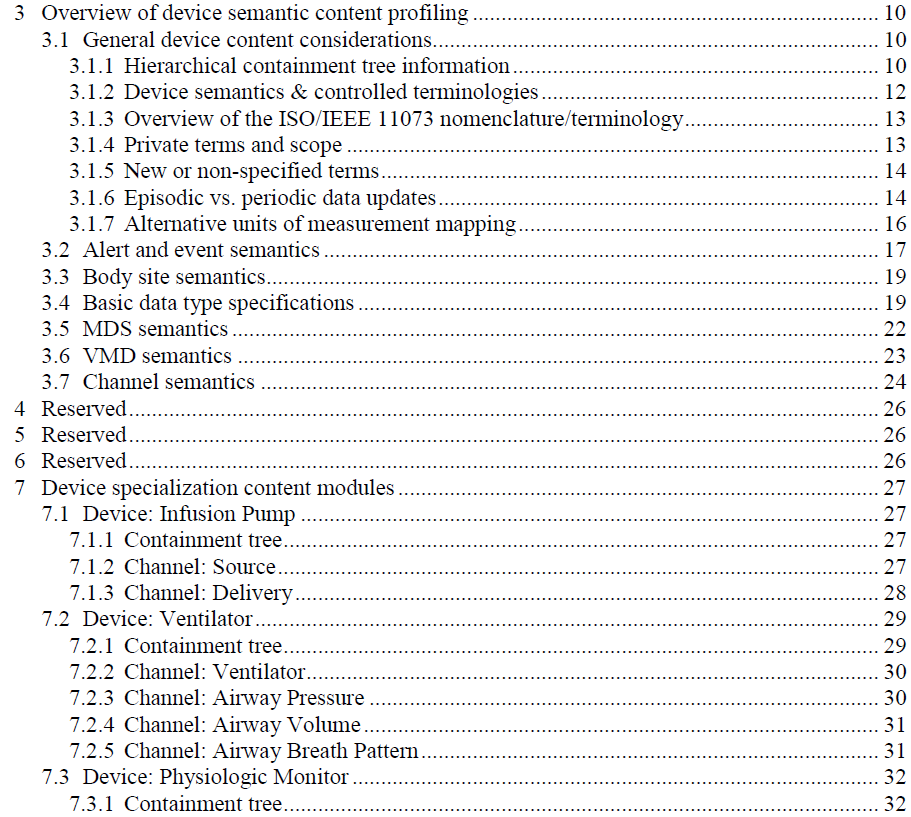 3 Overview of device semantic content profiling 10
3.1 General device content considerations 10
3.1.1 Hierarchical containment tree information 10
3.1.2 Device semantics & controlled terminologies 12
3.1.3 Overview of the ISO/IEEE 11073 nomenclature/terminology 13
3.1.4 Private terms and scope 13
3.1.5 New or non-specified terms 14
3.1.6 Episodic vs. periodic data updates 14
3.1.7 Alternative units of measurement mapping 16
3.2 Alert and event semantics 17
3.3 Body site semantics 19
3.4 Basic data type specifications 19
3.5 MDS semantics 22
3.6 VMD semantics 23
3.7 Channel semantics 24
4 Reserved 26
5 Reserved 26
6 Reserved 26
7 Device specialization content modules 27
7.1 Device: Infusion Pump 27
7.1.1 Containment tree 27
7.1.2 Channel: Source 27
7.1.3 Channel: Delivery 28
7.2 Device: Ventilator 29
7.2.1 Containment tree 29
7.2.2 Channel: Ventilator 30
7.2.3 Channel: Airway Pressure 30
7.2.4 Channel: Airway Volume 31
7.2.5 Channel: Airway Breath Pattern 31
7.3 Device: Physiologic Monitor 32
7.3.1 Containment tree 32